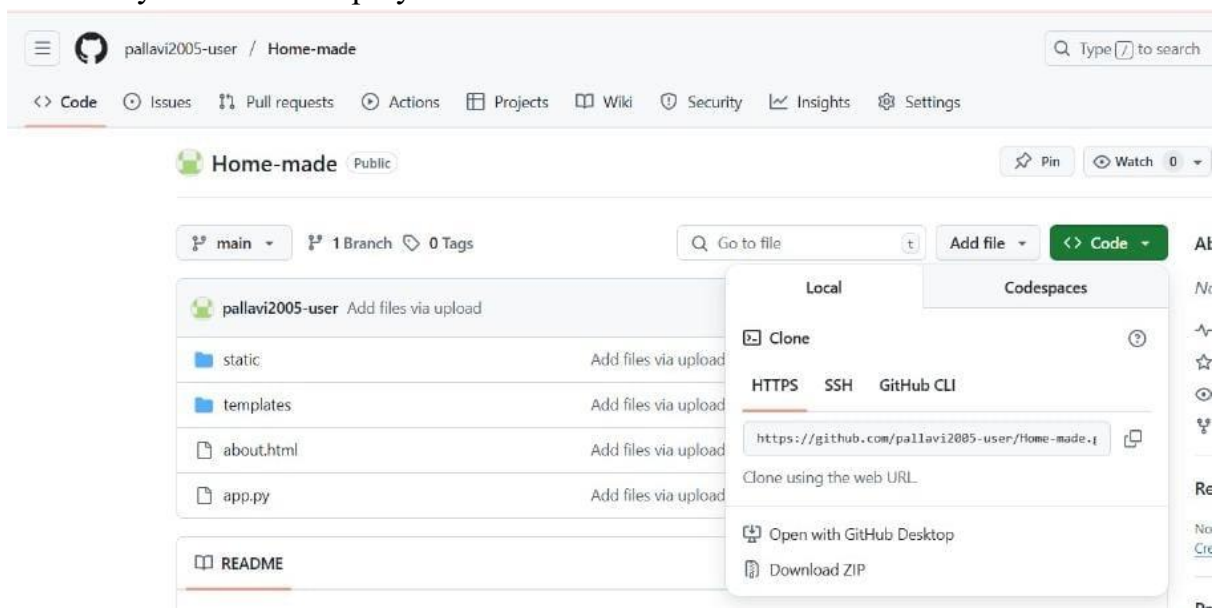 pallavi2005-user / Home-made
Type / to search
<> Code Issues Pull requests Actions Projects Wiki Security Insights Settings
Home-made Public
Pin Watch 0
main 1 Branch 0 Tags
Go to file t Add file <> Code
Local Codespaces
pallavi2005-user Add files via upload
Clone
static Add files via upload
HTTPS SSH GitHub CLI
templates Add files via upload
https://github.com/pallavi2005-user/Home-made.g
about.html Add files via upload
Clone using the web URL.
app.py Add files via upload
Open with GitHub Desktop
README
Download ZIP